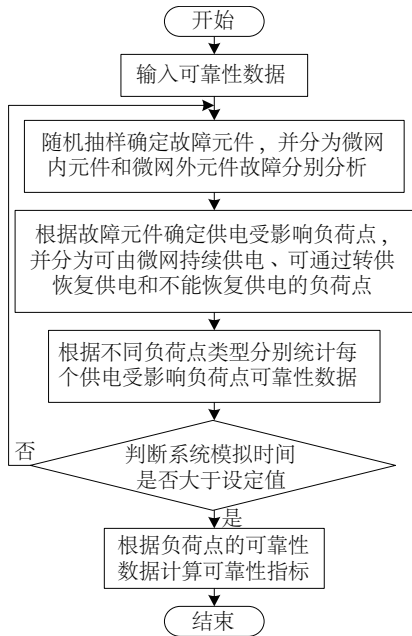 开始
输入可靠性数据
随机抽样确定故障元件，并分为微网
内元件和微网外元件故障分别分析
根据故障元件确定供电受影响负荷点，
并分为可由微网持续供电、可通过转供
恢复供电和不能恢复供电的负荷点
根据不同负荷点类型分别统计每
个供电受影响负荷点可靠性数据
否
判断系统模拟时间
是否大于设定值
是
根据负荷点的可靠性
数据计算可靠性指标
结束